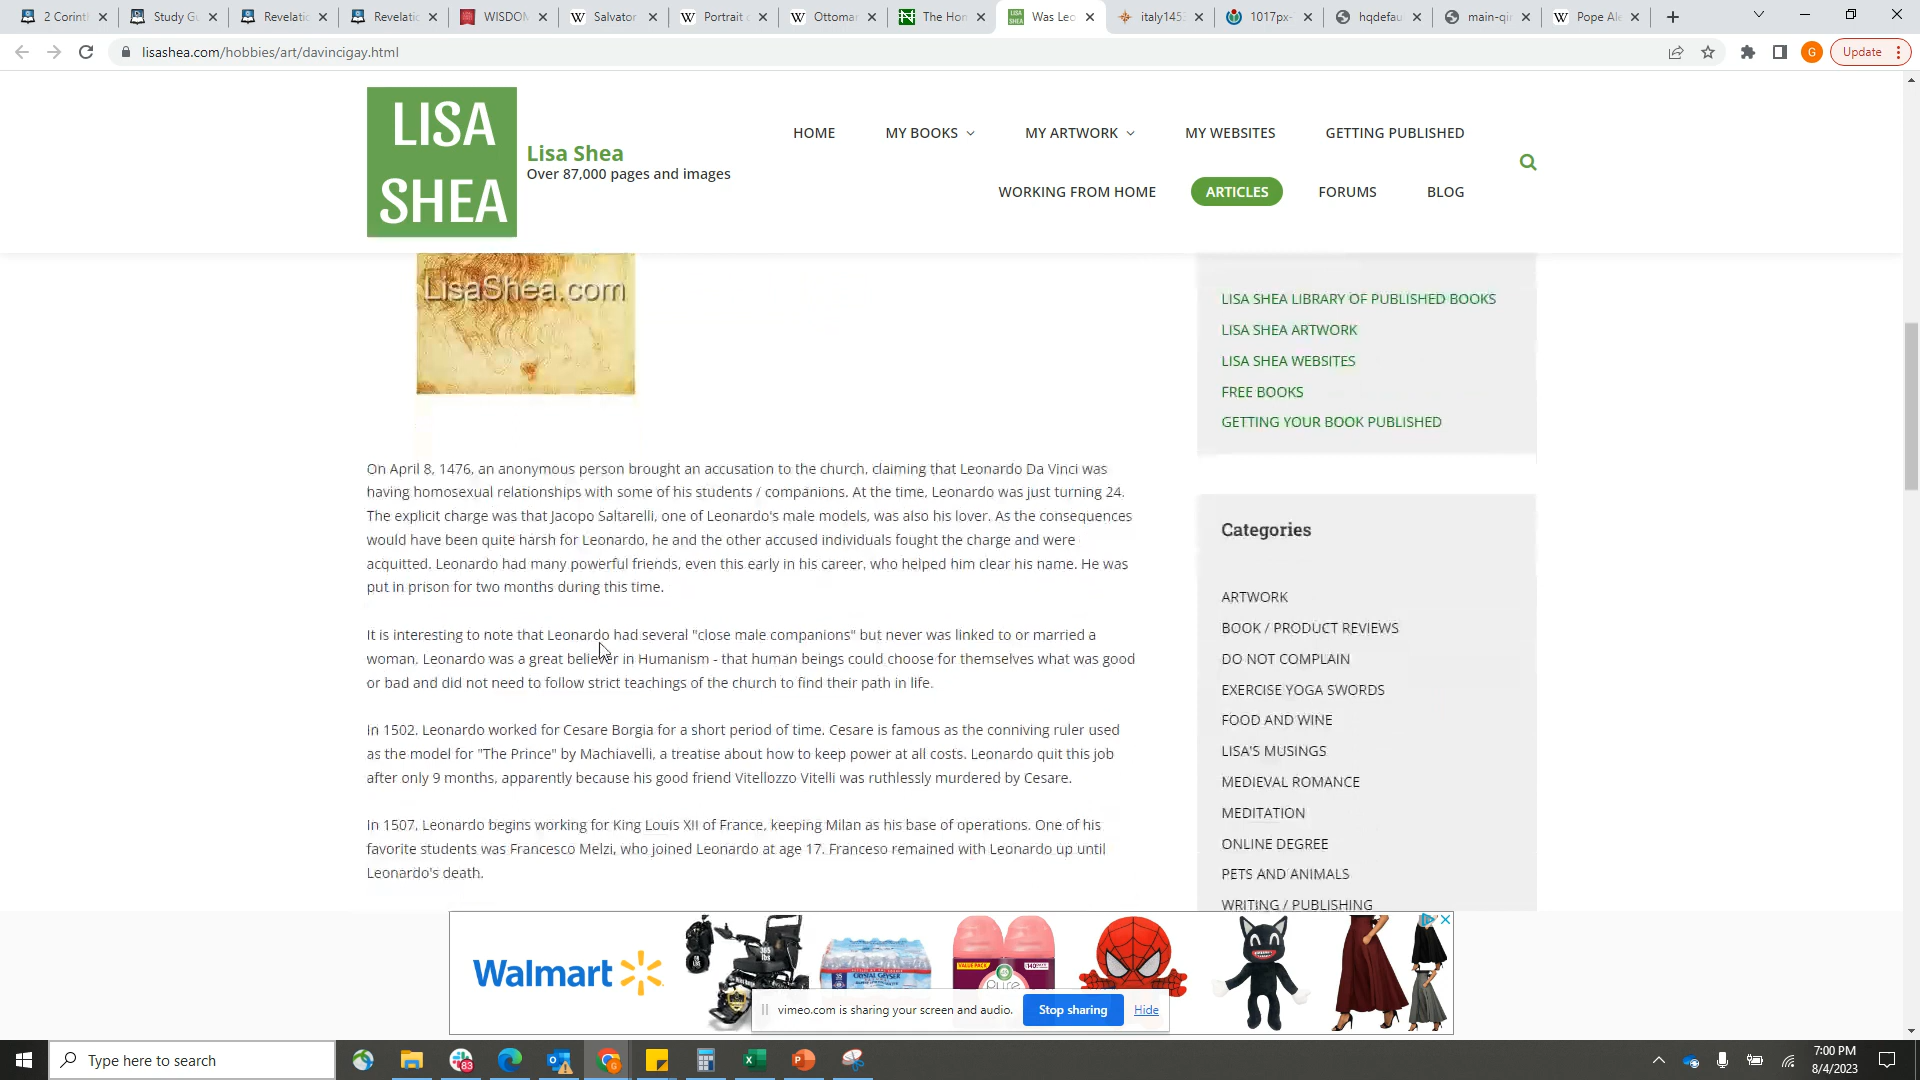 2 Corinth
Study Gu
Revelatio
Revelatio
WISDOM
Salvator
Portrait
Ottoman
The Hom
Was Leo
italy1453
1017px-
hqdefau
main-qin
Pope Ale
lisashea.com/hobbies/art/davincigay.html
G
Update
LISA
SHEA
Lisa Shea
Over 87,000 pages and images
HOME
MY BOOKS
MY ARTWORK
MY WEBSITES
GETTING PUBLISHED
WORKING FROM HOME
ARTICLES
FORUMS
BLOG
LisaShea.com
On April 8, 1476, an anonymous person brought an accusation to the church, claiming that Leonardo Da Vinci was
having homosexual relationships with some of his students / companions. At the time, Leonardo was just turning 24.
The explicit charge was that Jacopo Saltarelli, one of Leonardo's male models, was also his lover. As the consequences
would have been quite harsh for Leonardo, he and the other accused individuals fought the charge and were
acquitted. Leonardo had many powerful friends, even this early in his career, who helped him clear his name. He was
put in prison for two months during this time.
It is interesting to note that Leonardo had several "close male companions" but never was linked to or married a
woman. Leonardo was a great believer in Humanism - that human beings could choose for themselves what was good
or bad and did not need to follow strict teachings of the church to find their path in life.
In 1502, Leonardo worked for Cesare Borgia for a short period of time. Cesare is famous as the conniving ruler used
as the model for "The Prince" by Machiavelli, a treatise about how to keep power at all costs. Leonardo quit this job
after only 9 months, apparently because his good friend Vitellozzo Vitelli was ruthlessly murdered by Cesare.
In 1507, Leonardo begins working for King Louis XII of France, keeping Milan as his base of operations. One of his
favorite students was Francesco Melzi, who joined Leonardo at age 17. Franceso remained with Leonardo up until
Leonardo's death.
LISA SHEA LIBRARY OF PUBLISHED BOOKS
LISA SHEA ARTWORK
LISA SHEA WEBSITES
FREE BOOKS
GETTING YOUR BOOK PUBLISHED
Categories
ARTWORK
BOOK / PRODUCT REVIEWS
DO NOT COMPLAIN
EXERCISE YOGA SWORDS
FOOD AND WINE
LISA'S MUSINGS
MEDIEVAL ROMANCE
MEDITATION
ONLINE DEGREE
PETS AND ANIMALS
WRITING / PUBLISHING
Walmart
365
lbs
CRYSTAL GEYSER
VALUE PACK
Pure
vimeo.com is sharing your screen and audio.
Stop sharing
Hide
Type here to search
83
7:00 PM
8/4/2023